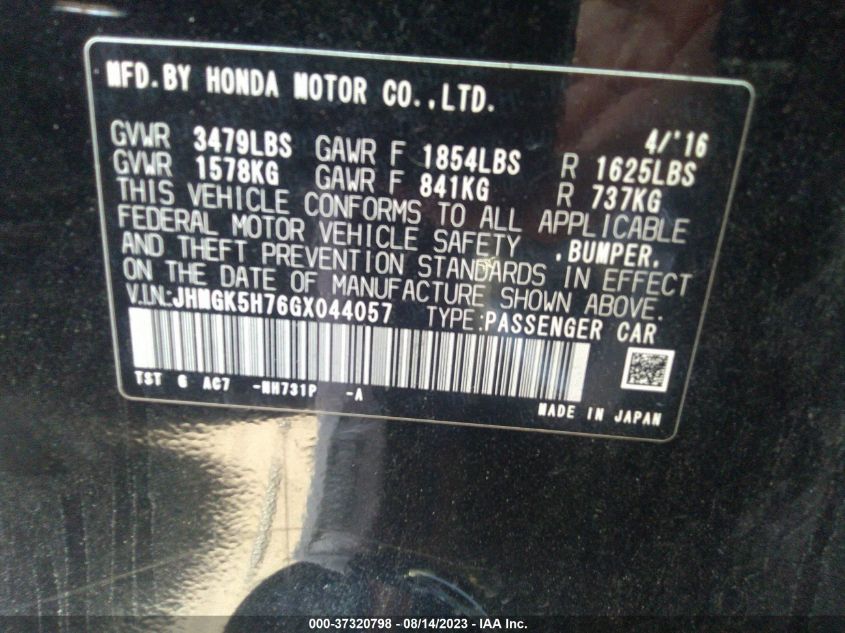 MFD.BY HONDA MOTOR CO.,LTD.
4/'16
GVWR 3479LBS GAWR F 1854LBS R 1625LBS
GVWR 1578KG GAWR F 841KG R 737KG
THIS VEHICLE CONFORMS TO ALL APPLICABLE
FEDERAL MOTOR VEHICLE SAFETY ,BUMPER,
AND THEFT PREVENTION STANDARDS IN EFFECT
ON THE DATE OF MANUFACTURE SHOWN ABOVE.
V.I.N.:JHMGK5H76GX044057 TYPE:PASSENGER CAR
TST 6 AC7 -NH731P -A
MADE IN JAPAN
000-37320798 - 08/14/2023 - IAA Inc.